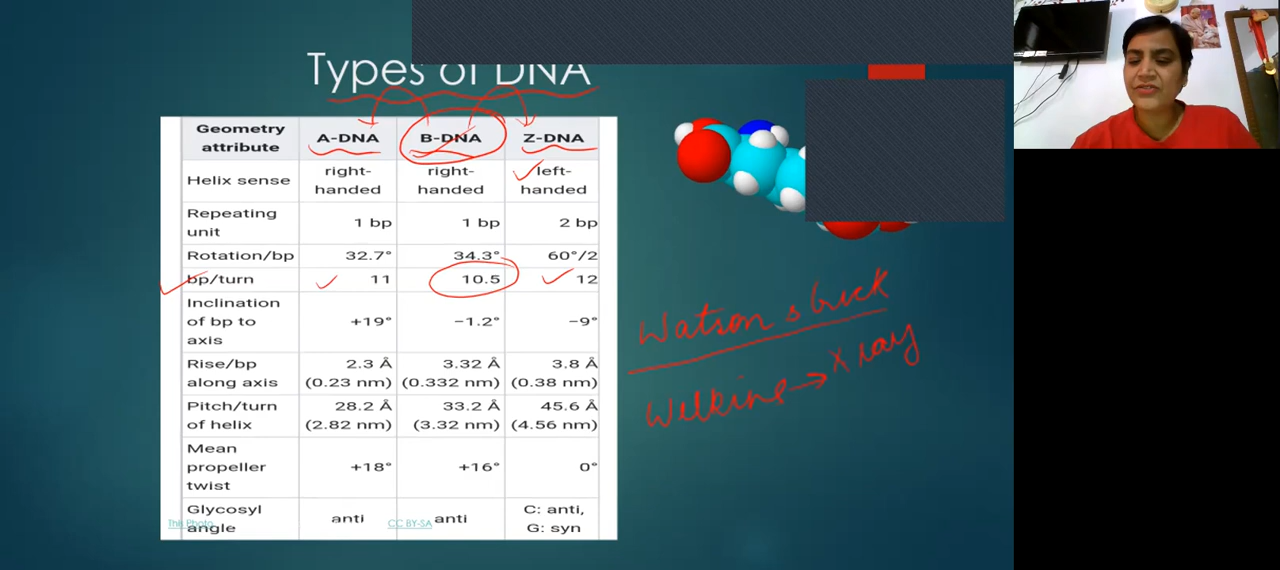 Types of DNA
Geometry attribute A-DNA B-DNA Z-DNA
Helix sense right-handed right-handed left-handed
Repeating unit 1 bp 1 bp 2 bp
Rotation/bp 32.7° 34.3° 60°/2
bp/turn 11 10.5 12
Inclination of bp to axis +19° −1.2° −9°
Rise/bp along axis 2.3 Å (0.23 nm) 3.32 Å (0.332 nm) 3.8 Å (0.38 nm)
Pitch/turn of helix 28.2 Å (2.82 nm) 33.2 Å (3.32 nm) 45.6 Å (4.56 nm)
Mean propeller twist +18° +16° 0°
Glycosyl angle anti anti C: anti, G: syn
This Photo CC BY-SA
Watson &
Wilkins → X ray